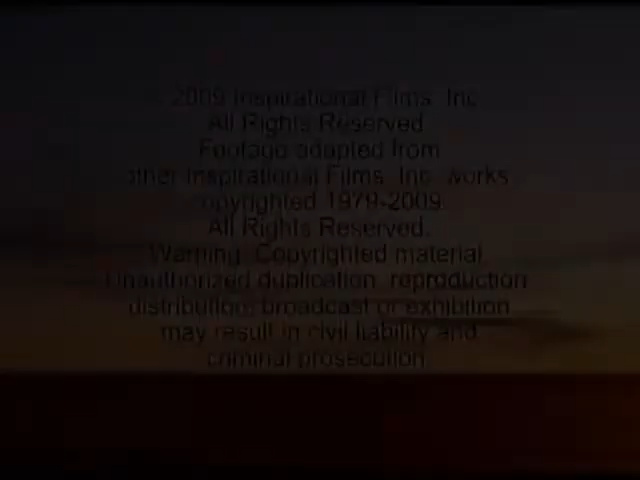 2009 Inspirational Films, Inc
All Rights Reserved
Footage adapted from
other Inspirational Films, Inc. works
copyrighted 1979-2009.
All Rights Reserved.
Warning: Copyrighted material.
Unauthorized duplication, reproduction
distribution, broadcast or exhibition
may result in civil liability and
criminal prosecution.